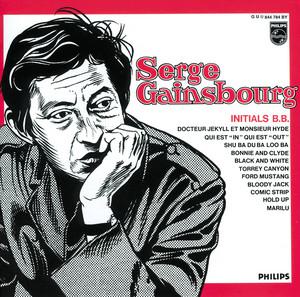 G U Ⓤ 844 784 BY
PHILIPS
Serge
Gainsbourg
INITIALS B.B.
DOCTEUR JEKYLL ET MONSIEUR HYDE
QUI EST "IN" QUI EST "OUT"
SHU BA DU BA LOO BA
BONNIE AND CLYDE
BLACK AND WHITE
TORREY CANYON
FORD MUSTANG
BLOODY JACK
COMIC STRIP
HOLD UP
MARILU
PHILIPS